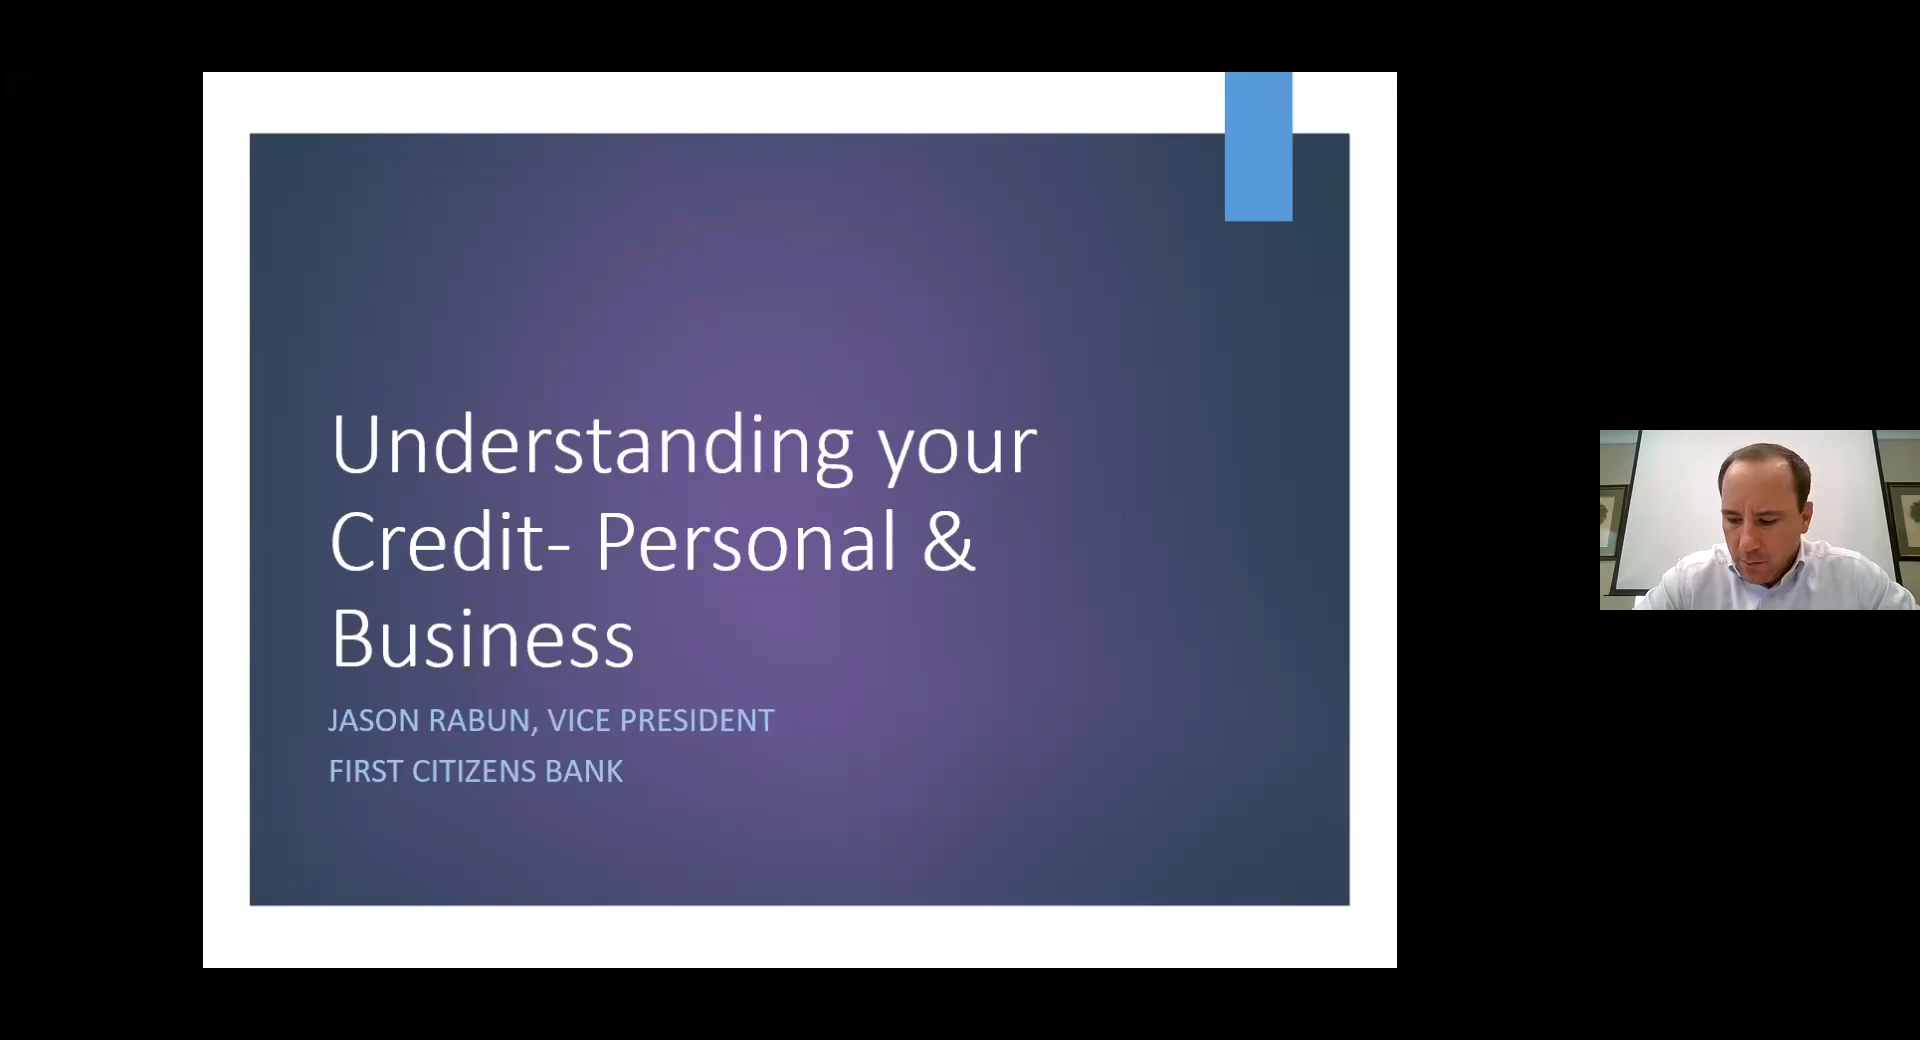 Understanding your
Credit- Personal &
Business
JASON RABUN, VICE PRESIDENT
FIRST CITIZENS BANK